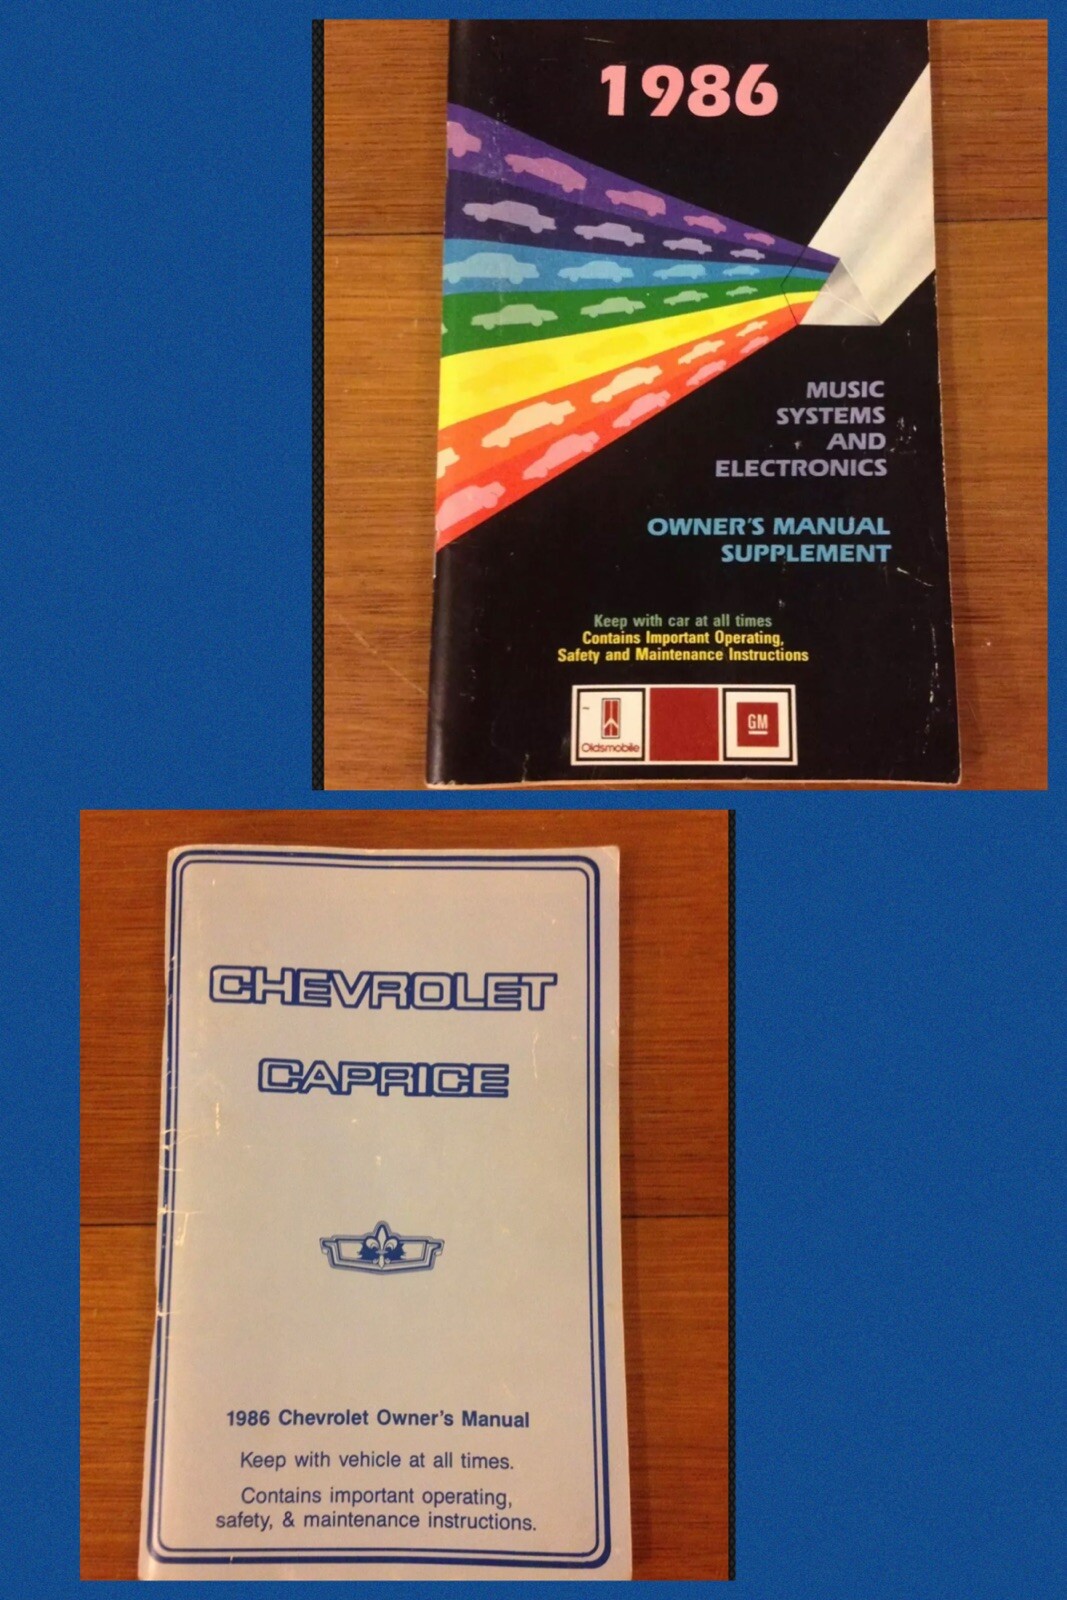 1986
MUSIC
SYSTEMS
AND
ELECTRONICS
OWNER'S MANUAL
SUPPLEMENT
Keep with car at all times
Contains Important Operating,
Safety and Maintenance Instructions
Oldsmobile
GM
CHEVROLET
CAPRICE
1986 Chevrolet Owner's Manual
Keep with vehicle at all times.
Contains important operating,
safety, & maintenance instructions.